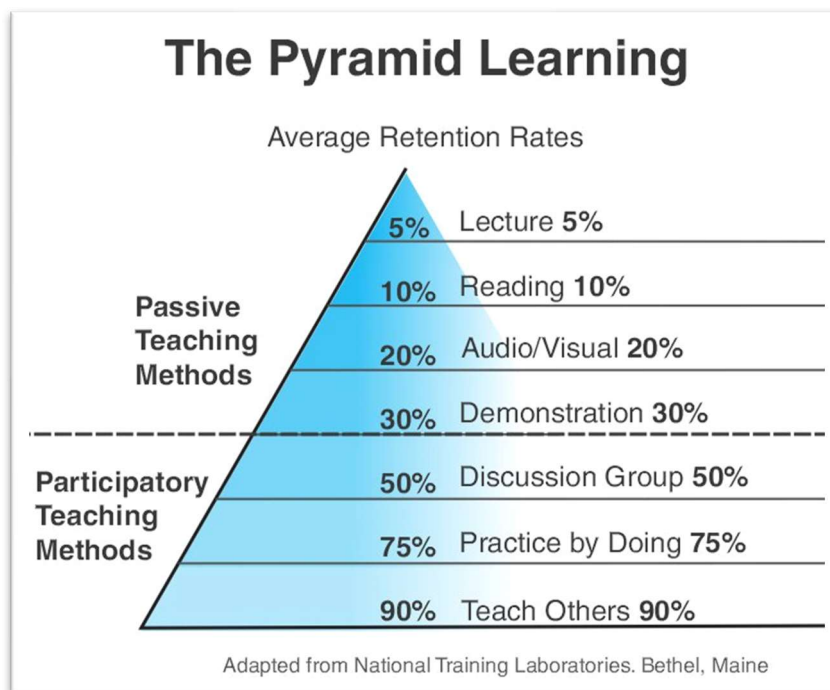 The Pyramid Learning
Average Retention Rates
5% Lecture 5%
10% Reading 10%
Passive
Teaching
Methods
20% Audio/Visual 20%
30% Demonstration 30%
Participatory
Teaching
Methods
50% Discussion Group 50%
75% Practice by Doing 75%
90% Teach Others 90%
Adapted from National Training Laboratories. Bethel, Maine